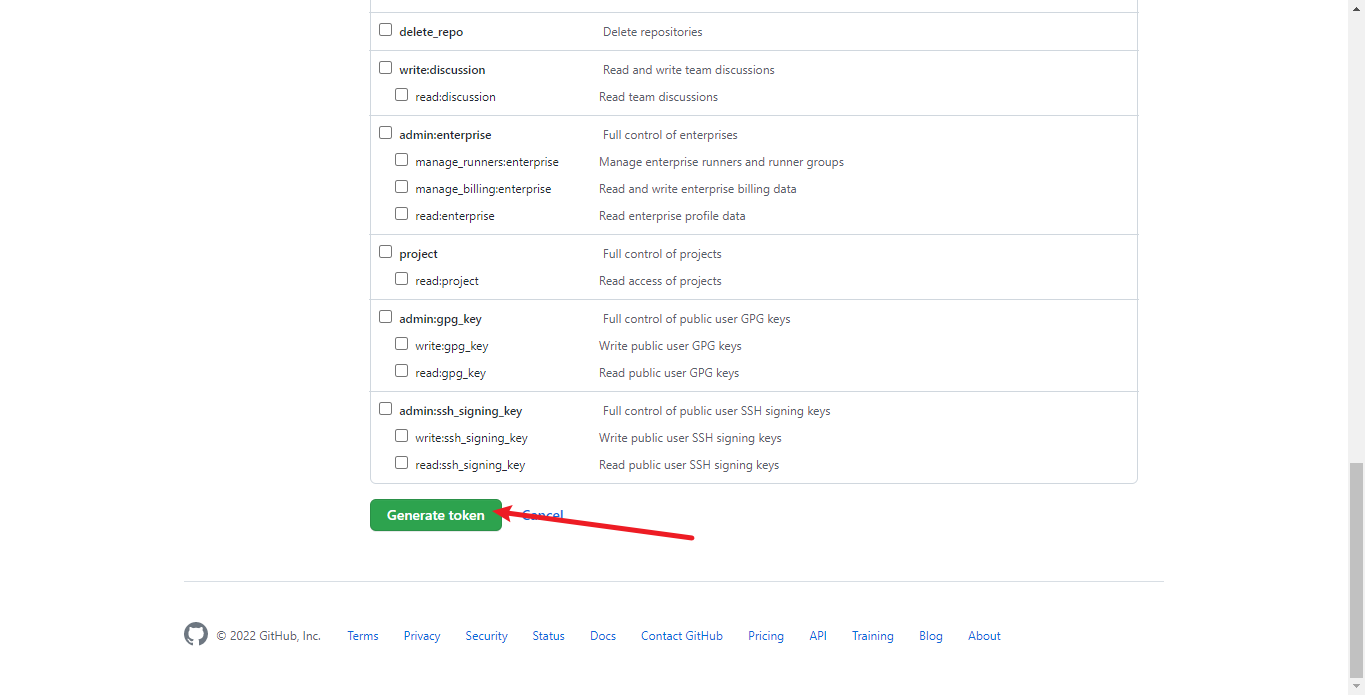 delete_repo Delete repositories
write:discussion Read and write team discussions
read:discussion Read team discussions
admin:enterprise Full control of enterprises
manage_runners:enterprise Manage enterprise runners and runner groups
manage_billing:enterprise Read and write enterprise billing data
read:enterprise Read enterprise profile data
project Full control of projects
read:project Read access of projects
admin:gpg_key Full control of public user GPG keys
write:gpg_key Write public user GPG keys
read:gpg_key Read public user GPG keys
admin:ssh_signing_key Full control of public user SSH signing keys
write:ssh_signing_key Write public user SSH signing keys
read:ssh_signing_key Read public user SSH signing keys
Generate token Cancel
© 2022 GitHub, Inc. Terms Privacy Security Status Docs Contact GitHub Pricing API Training Blog About